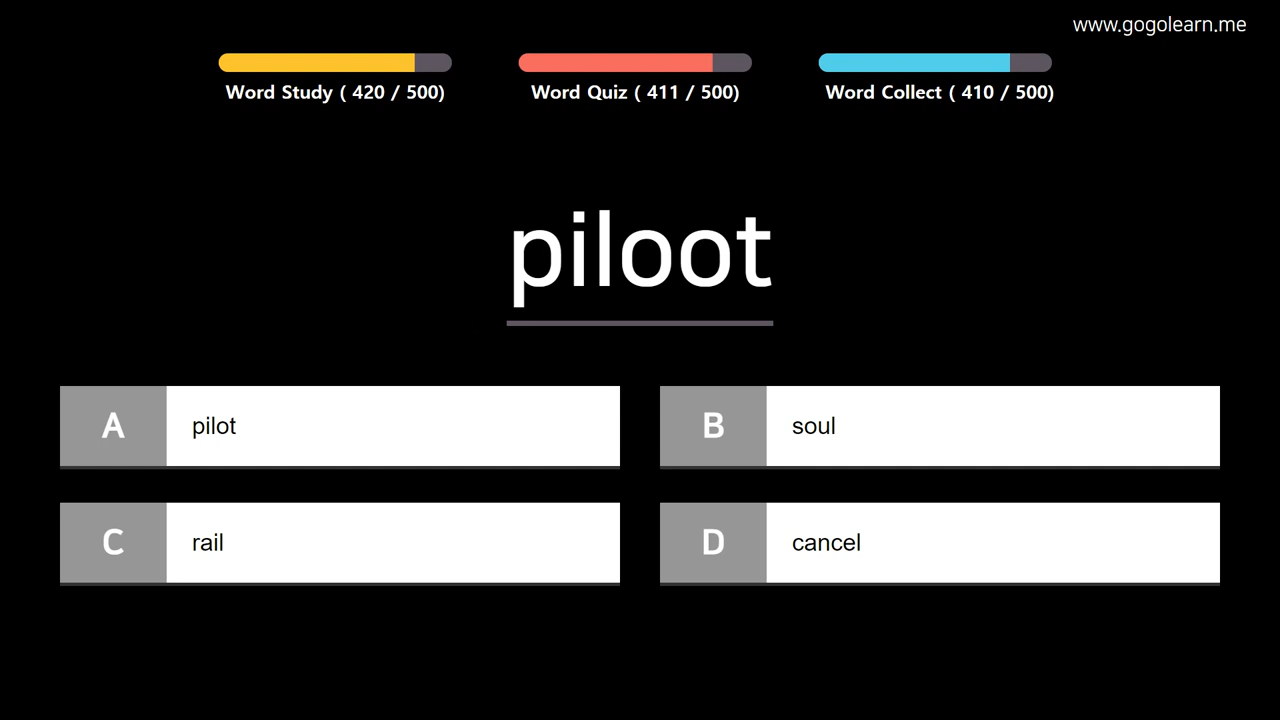 www.gogolearn.me
Word Study ( 420 / 500)
Word Quiz ( 411 / 500)
Word Collect ( 410 / 500)
piloot
A pilot
B soul
C rail
D cancel